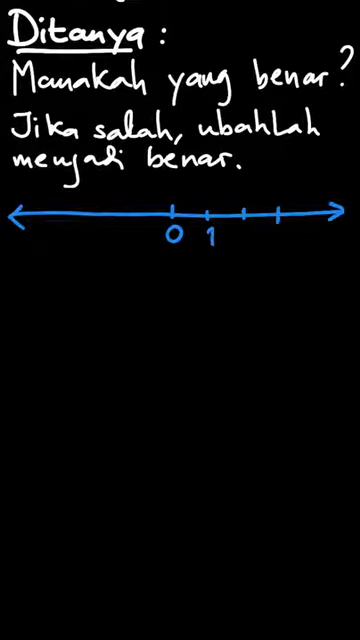 Ditanya :
Manakah yang benar?
Jika salah, ubahlah
menjadi benar.
0 1